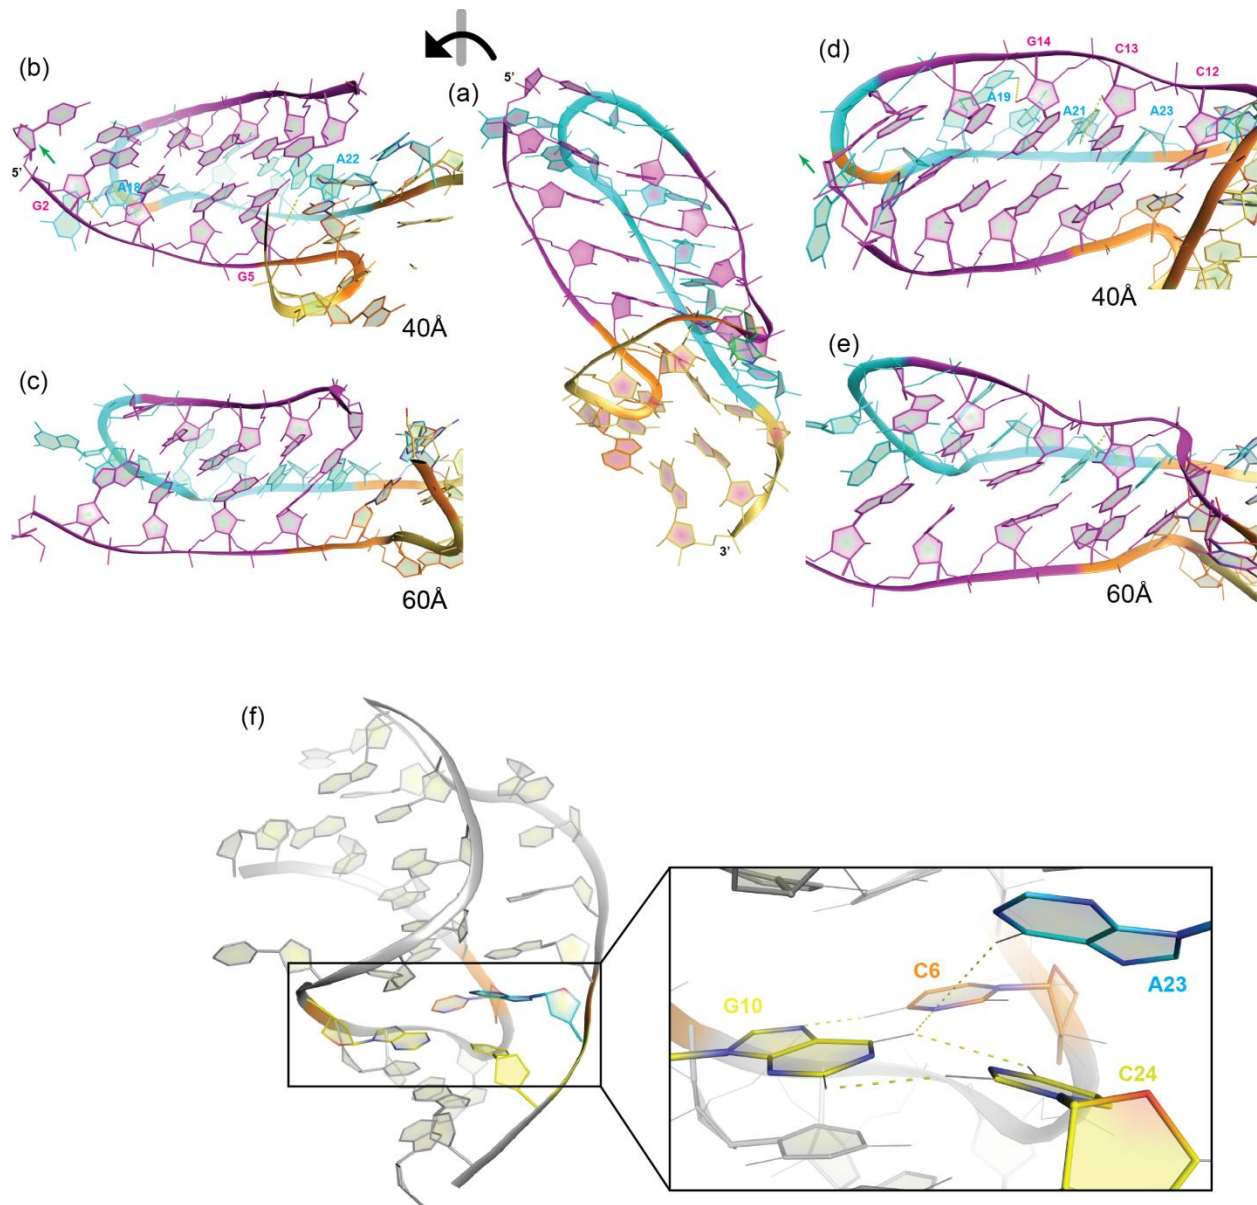 (b)
5'
G2
A18
G5
A22
40Å
(c)
60Å
(a)
5'
3'
(d)
G14
C13
C12
A19
A21
A23
40Å
(e)
60Å
(f)
G10
C6
A23
C24